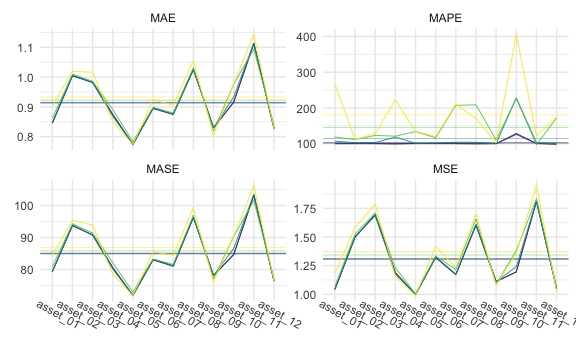 MAE
MAPE
1.1
1.0
0.9
0.8
400
300
200
100
MASE
MSE
100
90
80
1.75
1.50
1.25
1.00
asset_01
asset_02
asset_03
asset_04
asset_05
asset_06
asset_07
asset_08
asset_09
asset_10
asset_11
asset_12
asset_01
asset_02
asset_03
asset_04
asset_05
asset_06
asset_07
asset_08
asset_09
asset_10
asset_11
asset_1